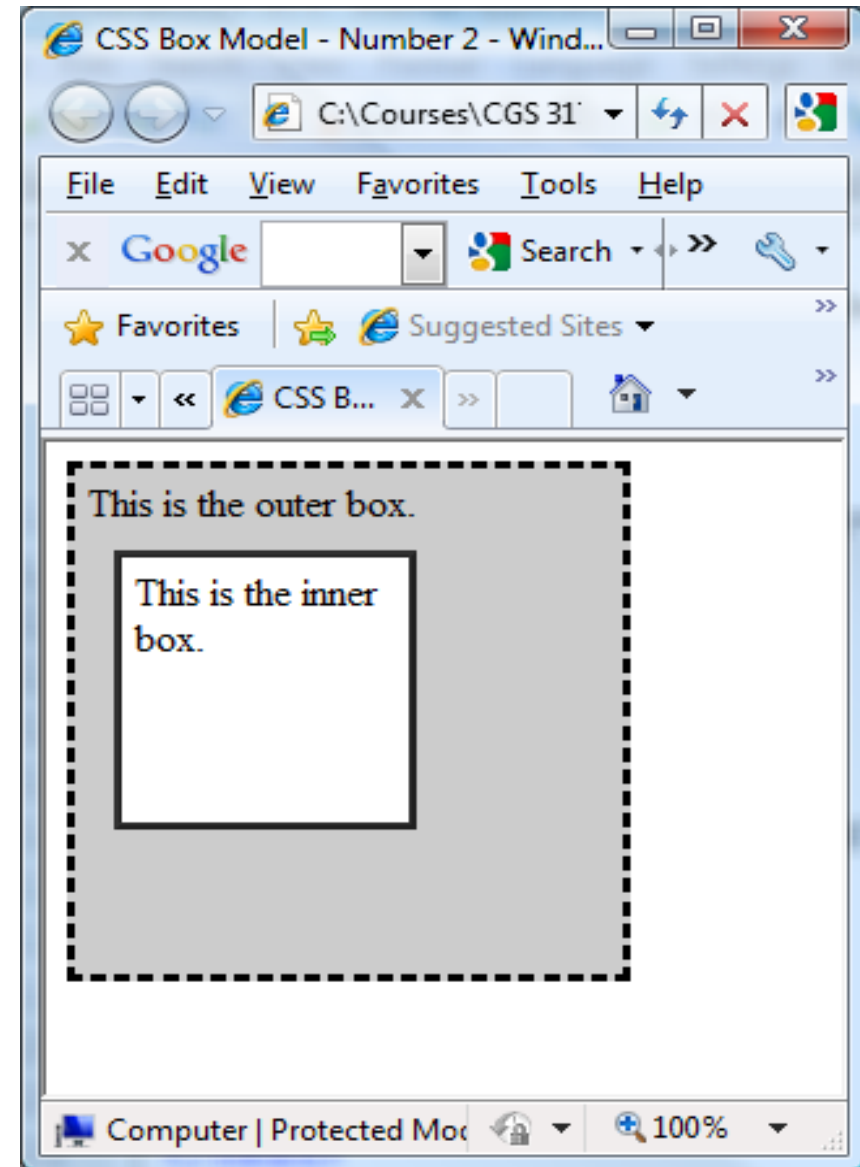 CSS Box Model - Number 2 - Wind...
C:\Courses\CGS 31
File Edit View Favorites Tools Help
x Google Search
Favorites Suggested Sites
CSS B...
This is the outer box.
This is the inner
box.
Computer | Protected 100%